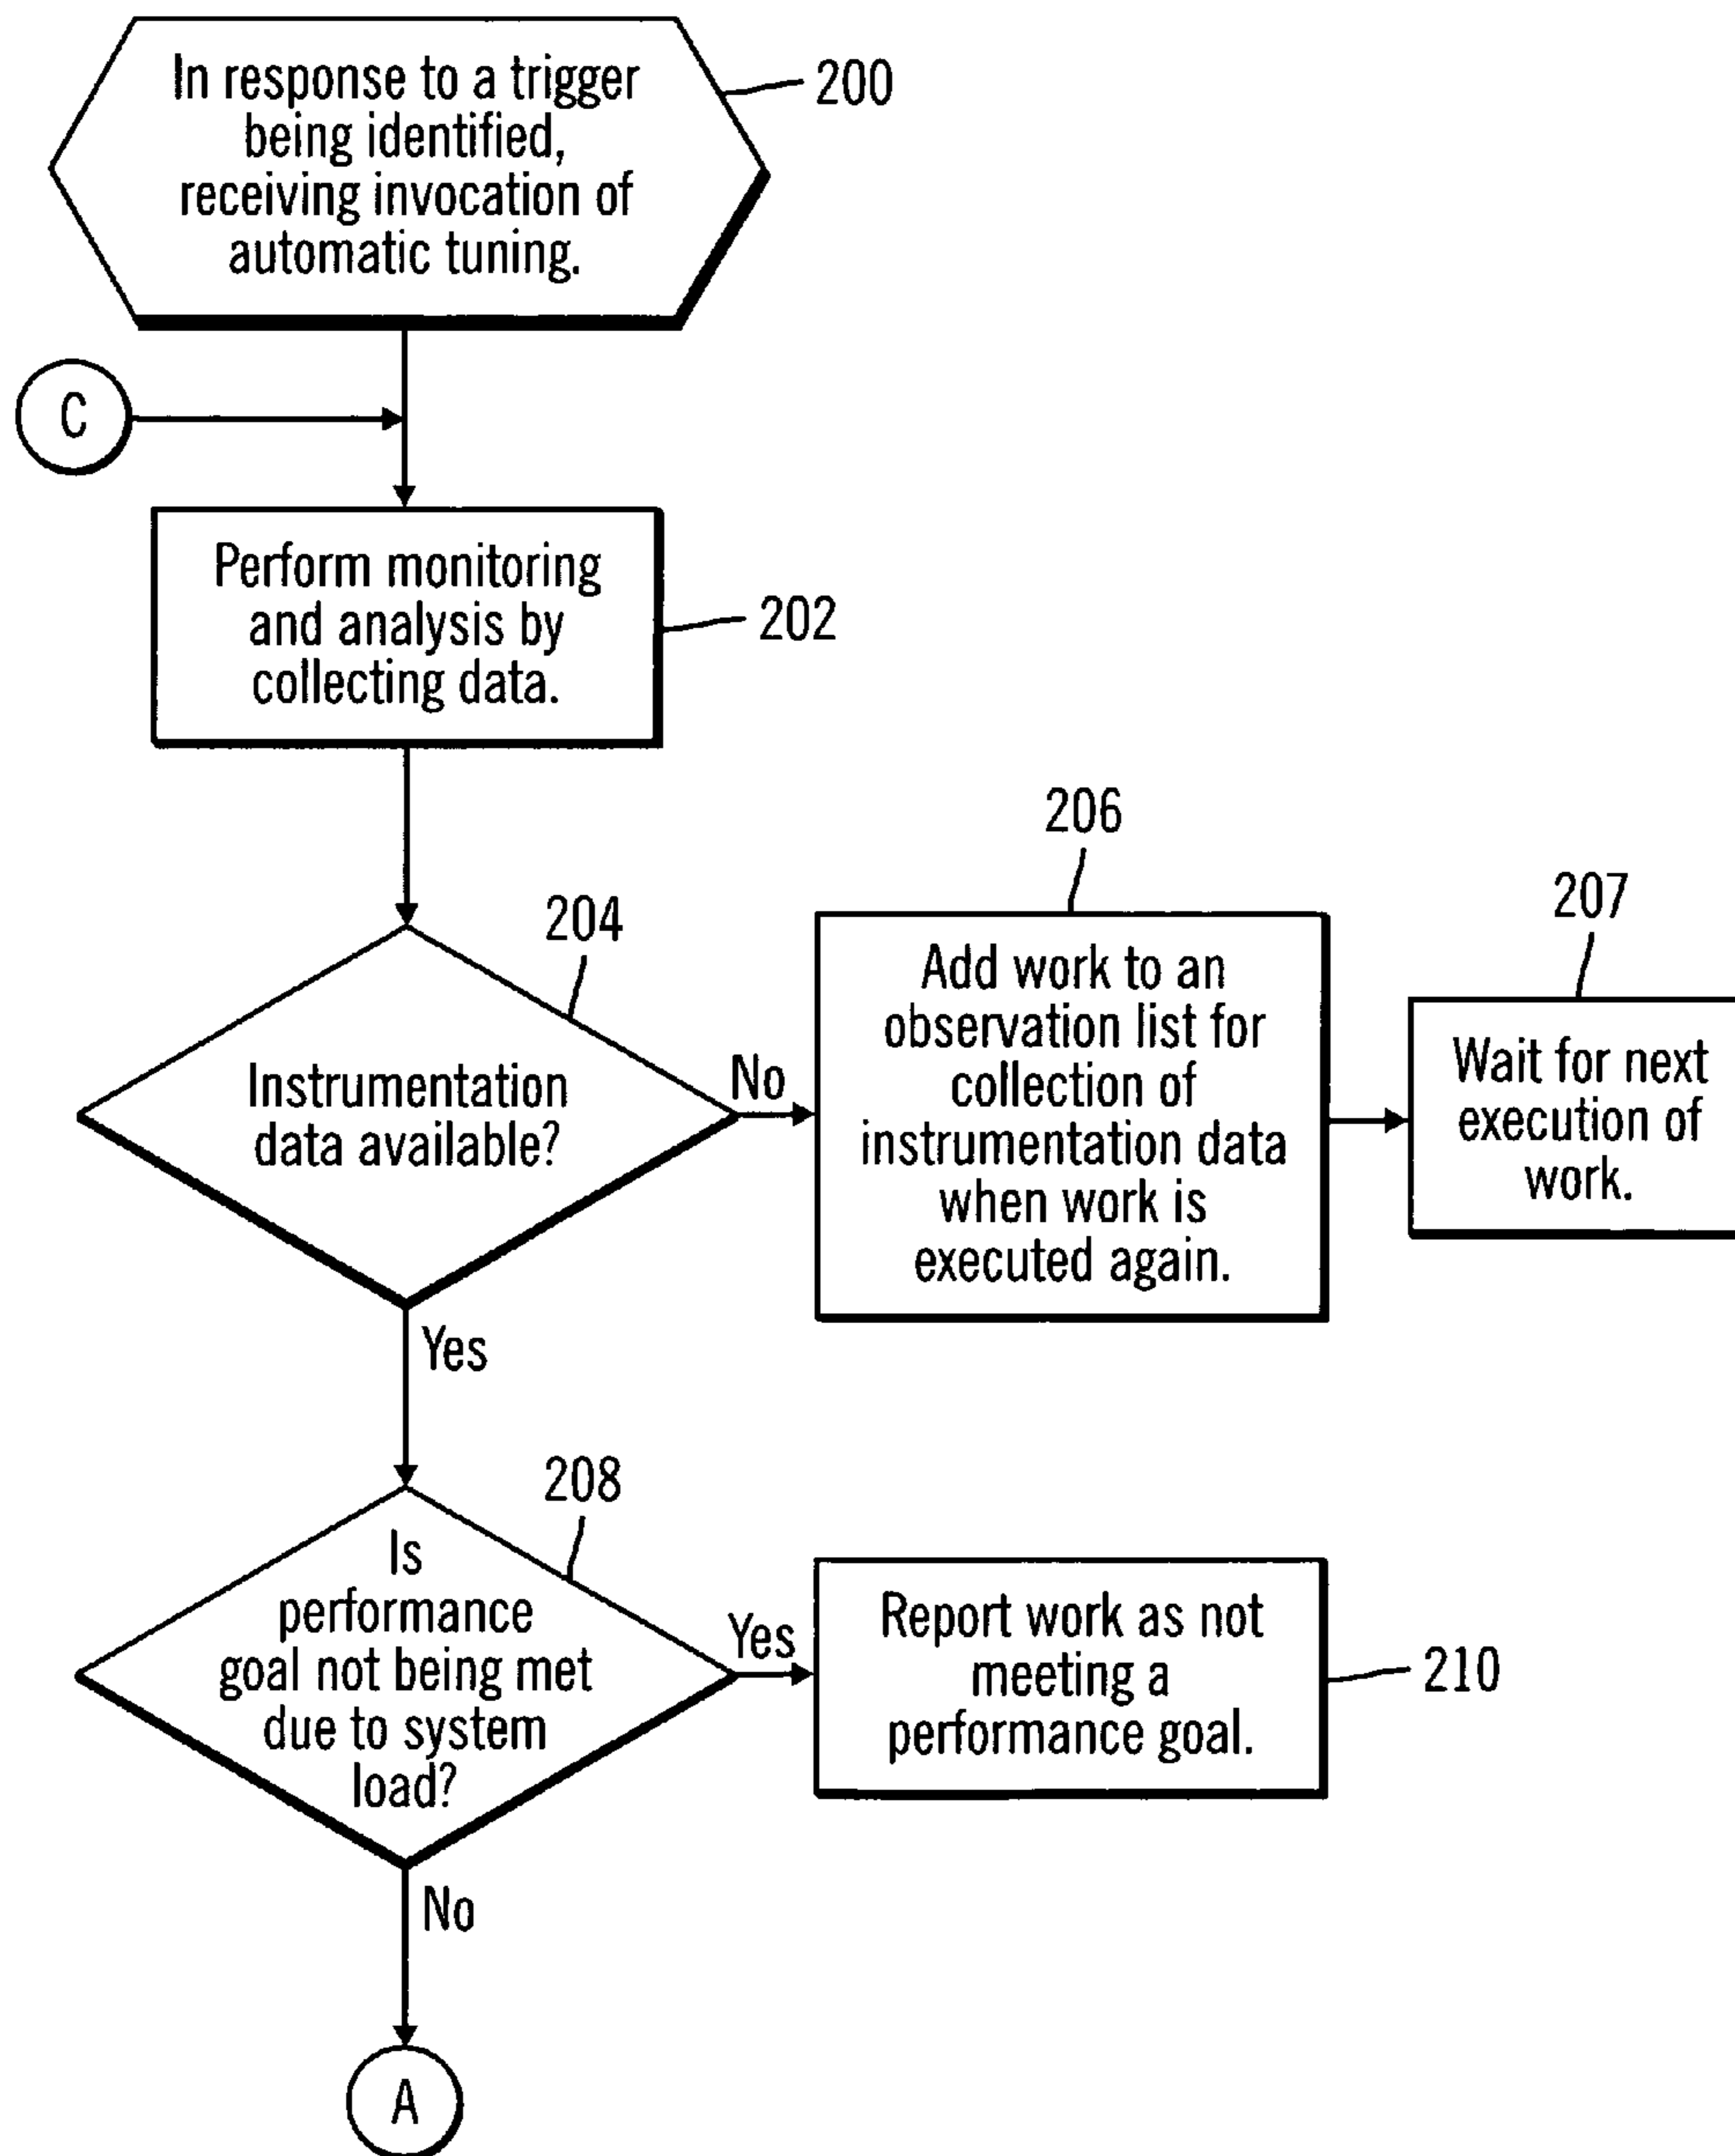 In response to a trigger
being identified,
receiving invocation of
automatic tuning.
200
C
Perform monitoring
and analysis by
collecting data.
202
204
Instrumentation
data available?
No
Yes
206
Add work to an
observation list for
collection of
instrumentation data
when work is
executed again.
207
Wait for next
execution of
work.
208
Is
performance
goal not being met
due to system
load?
Yes
No
Report work as not
meeting a
performance goal.
210
A